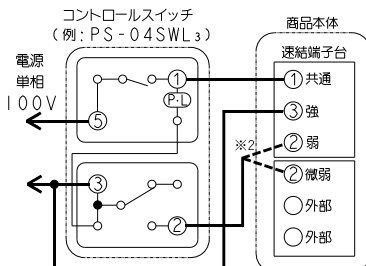 コントロールスイッチ
(例:PS-04SWL₃)
商品本体
速結端子台
電源
単相
100V
① 共通
P・L
③ 強
⑤
② 弱
※2
③
② 微弱
②
外部
外部
①